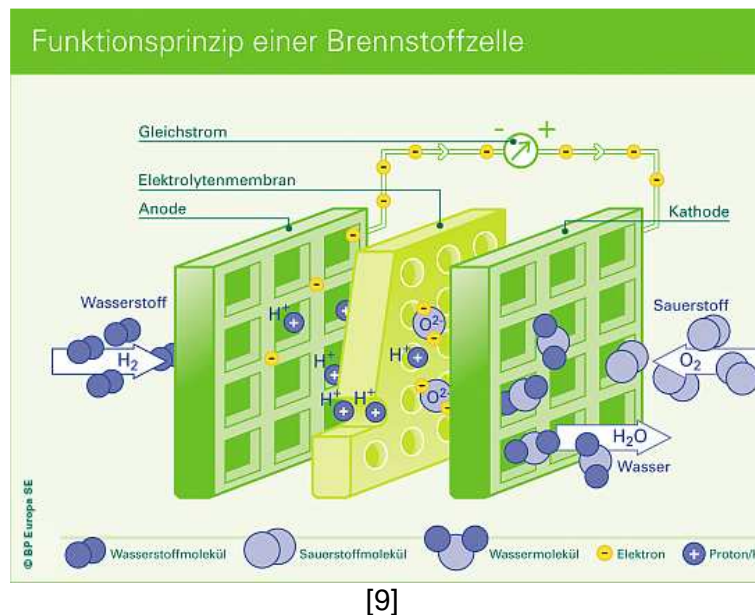 Funktionsprinzip einer Brennstoffzelle
Gleichstrom
- +
Elektrolytenmembran
Anode
Kathode
Wasserstoff
Sauerstoff
H₂
O₂
H⁺
H⁺
H⁺
H⁺
H⁺
O²⁻
O²⁻
H₂O
Wasser
© BP Europa SE
Wasserstoffmolekül
Sauerstoffmolekül
Wassermolekül
Elektron
Proton/
[9]